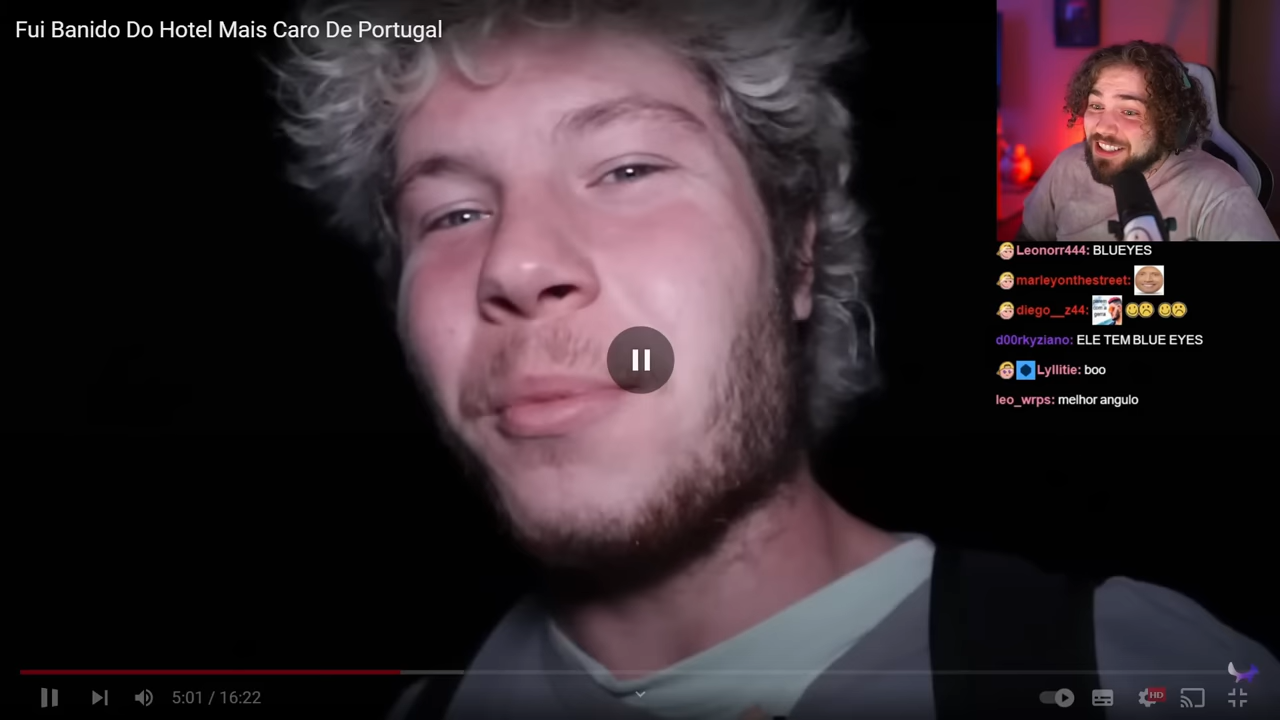 Fui Banido Do Hotel Mais Caro De Portugal
Leonorr444: BLUEYES
marleyonthestreet:
diego__z44:
d00rkyziano: ELE TEM BLUE EYES
Lyllitie: boo
leo_wrps: melhor angulo
5:01 / 16:22
HD